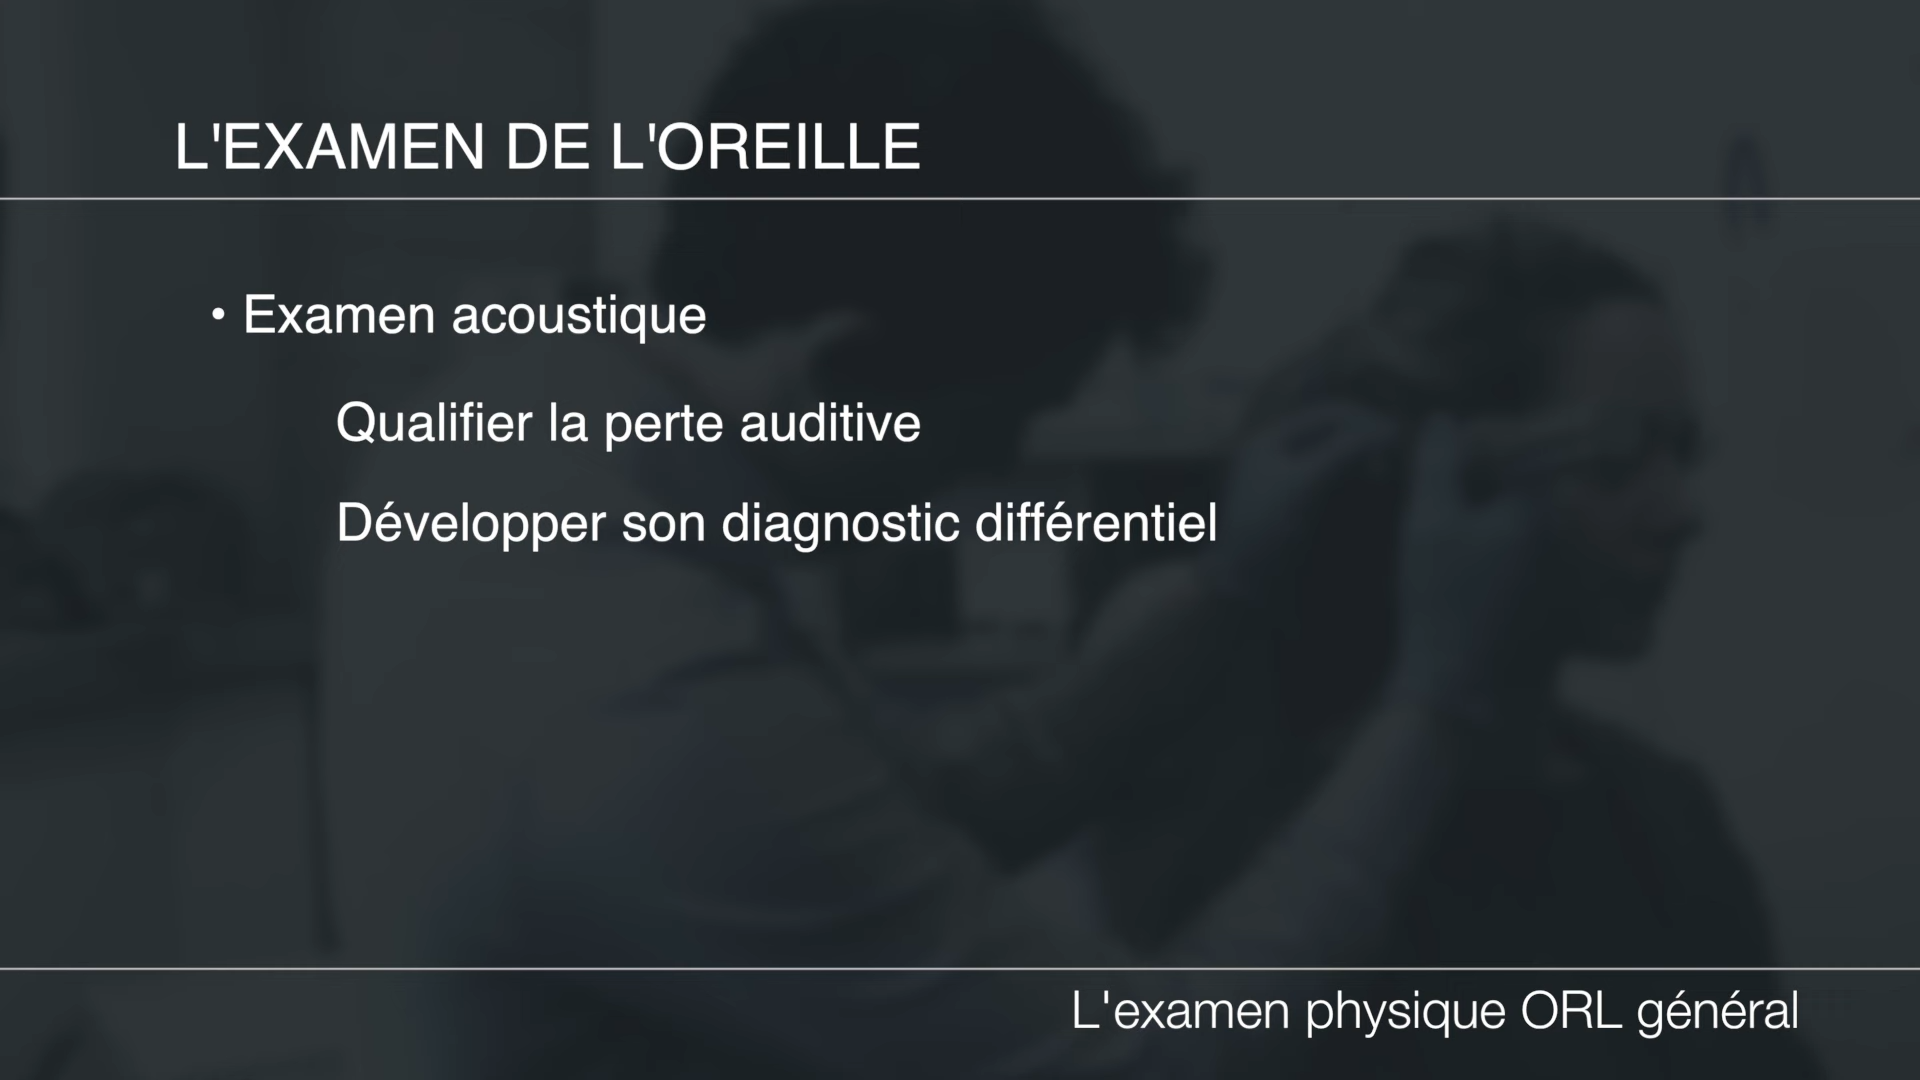 L'EXAMEN DE L'OREILLE
• Examen acoustique
Qualifier la perte auditive
Développer son diagnostic différentiel
L'examen physique ORL général